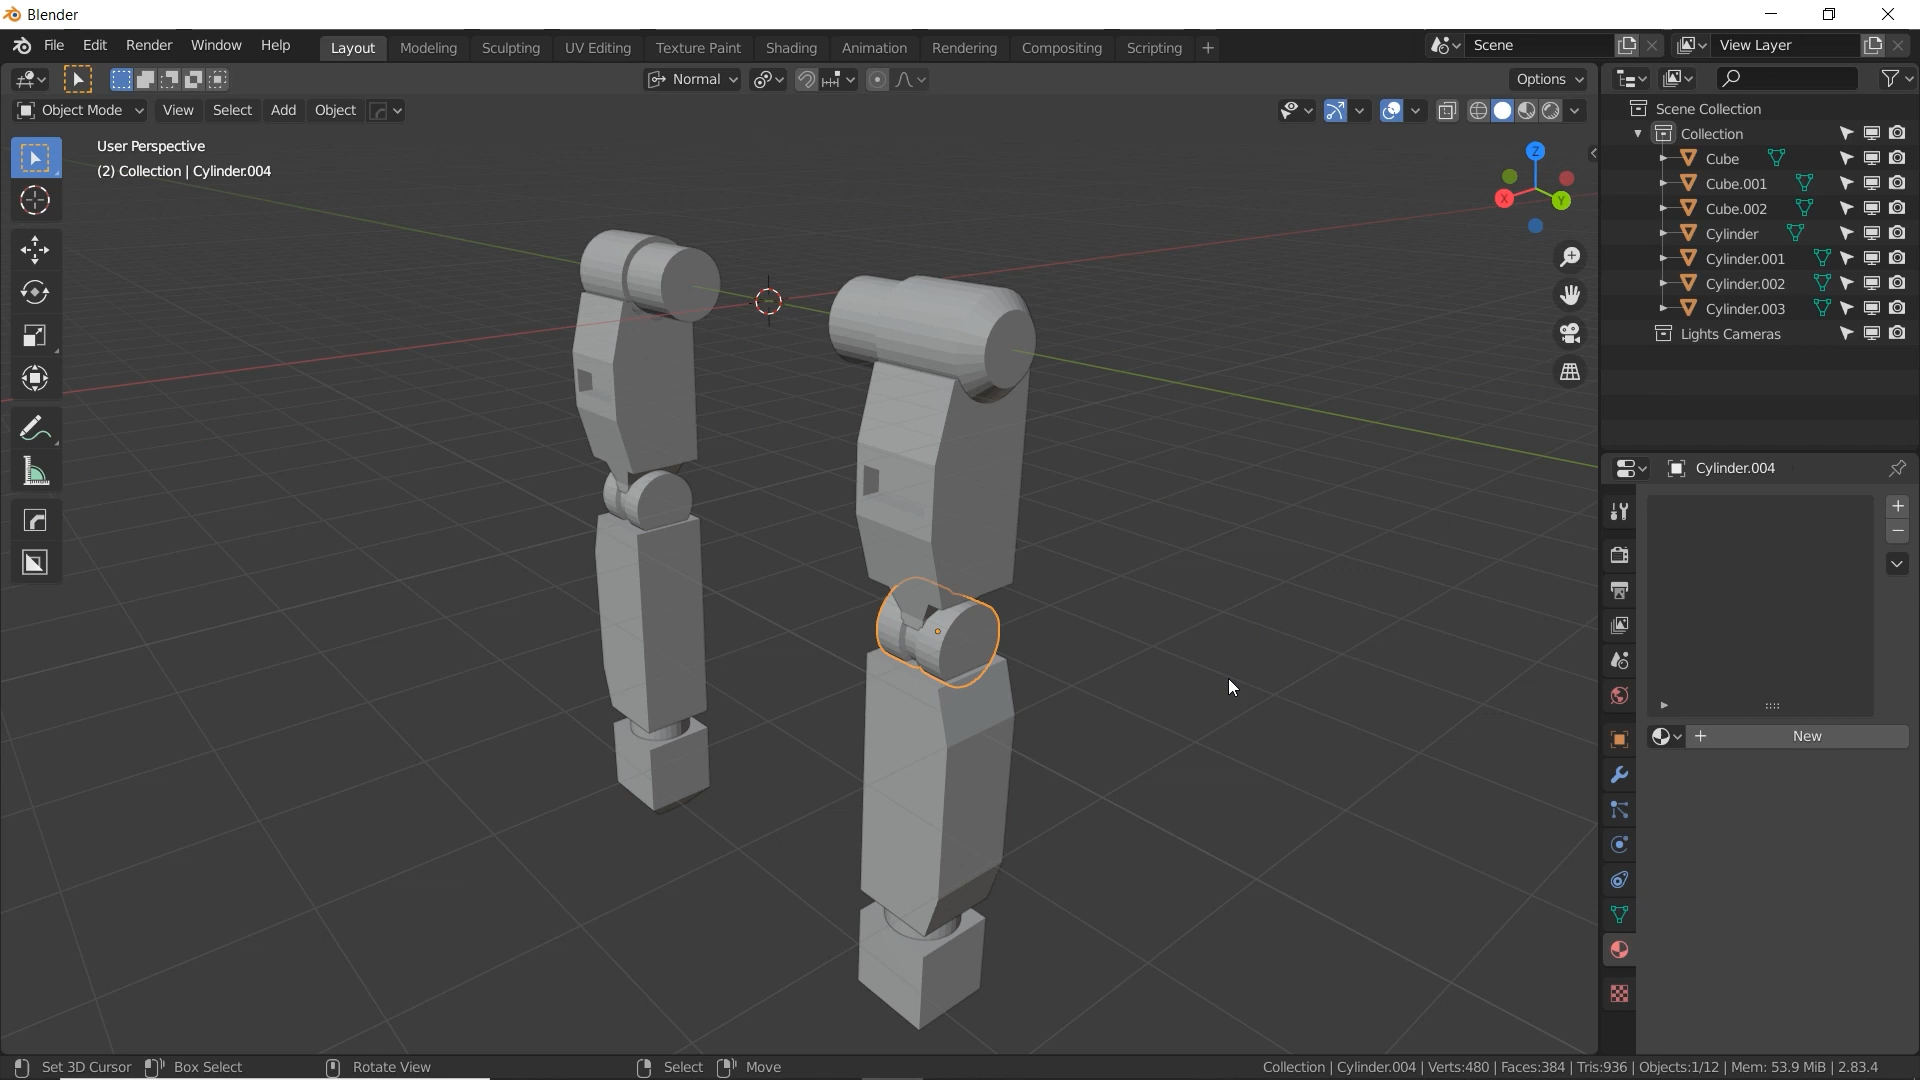 Blender
File Edit Render Window Help Layout Modeling Sculpting UV Editing Texture Paint Shading Animation Rendering Compositing Scripting + Scene View Layer
Normal Options
Object Mode View Select Add Object
User Perspective
(2) Collection | Cylinder.004
Z
X
Y
Scene Collection
Collection
Cube
Cube.001
Cube.002
Cylinder
Cylinder.001
Cylinder.002
Cylinder.003
Lights Cameras
Cylinder.004
+ New
Set 3D Cursor Box Select Rotate View Select Move Collection | Cylinder.004 | Verts:480 | Faces:384 | Tris:936 | Objects:1/12 | Mem: 53.9 MiB | 2.83.4